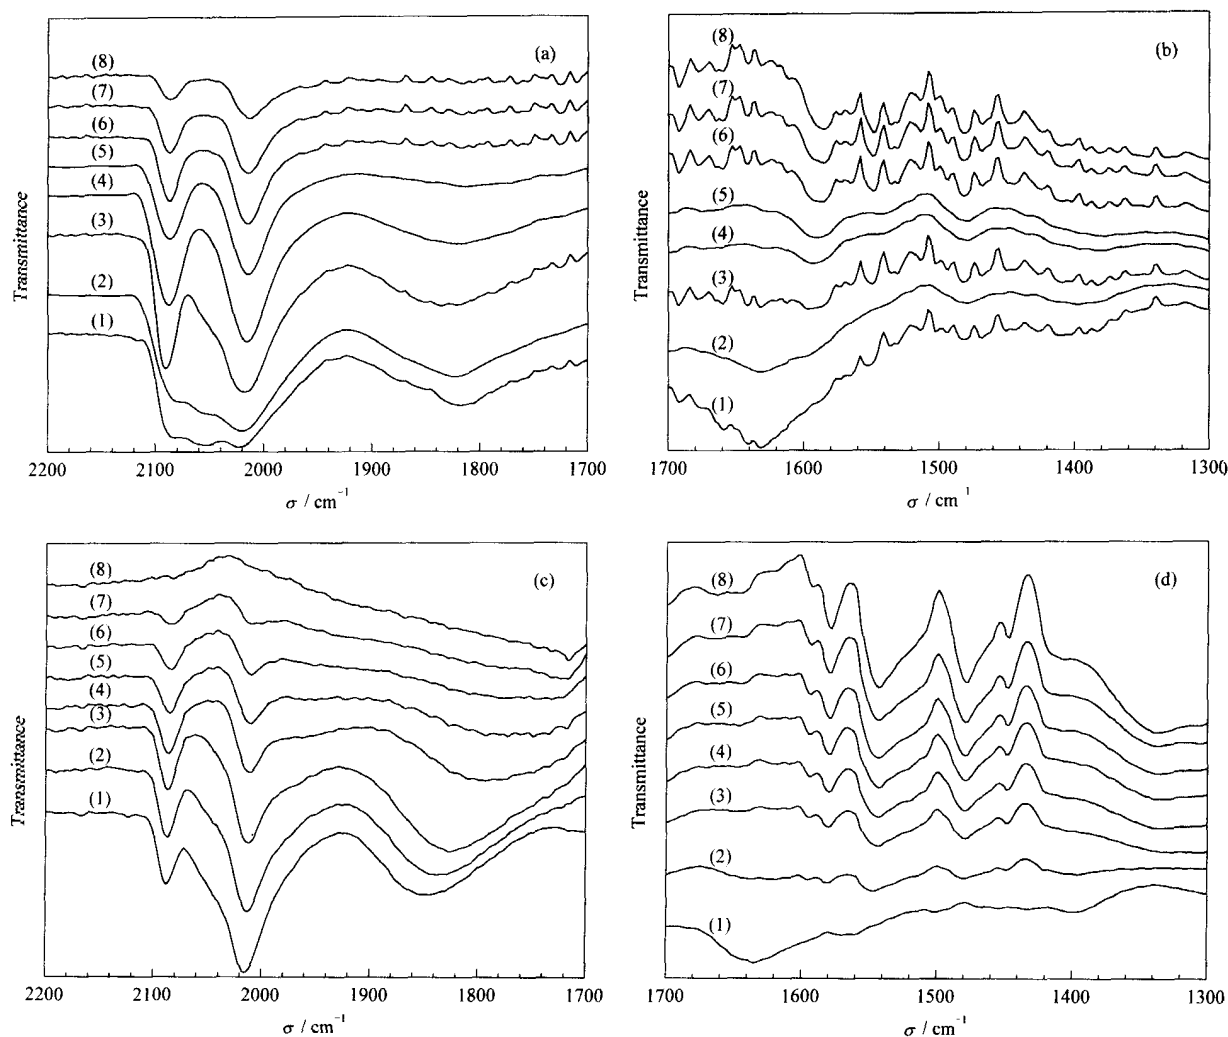 (a)
(8)
(7)
(6)
(5)
(4)
(3)
(2)
(1)
Transmittance
2200 2100 2000 1900 1800 1700
σ / cm⁻¹
(b)
(8)
(7)
(6)
(5)
(4)
(3)
(2)
(1)
Transmittance
1700 1600 1500 1400 1300
σ / cm⁻¹
(c)
(8)
(7)
(6)
(5)
(4)
(3)
(2)
(1)
Transmittance
2200 2100 2000 1900 1800 1700
σ / cm⁻¹
(d)
(8)
(7)
(6)
(5)
(4)
(3)
(2)
(1)
Transmittance
1700 1600 1500 1400 1300
σ / cm⁻¹